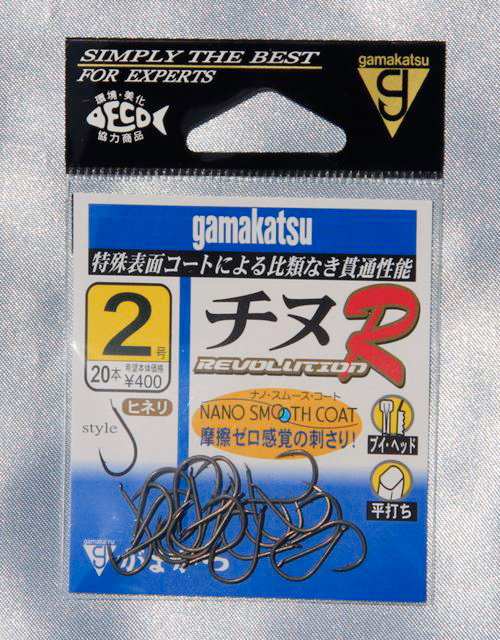 SIMPLY THE BEST
FOR EXPERTS
gamakatsu
環境・美化
ECO
協力商品
gamakatsu
特殊表面コートによる比類なき貫通性能
2号
20本 希望本体価格 ¥400
チヌR
REVOLUTION
ヒネリ
style
ナノ・スムース・コート
NANO SMOOTH COAT
摩擦ゼロ感覚の刺さり!
ブイ・ヘッド
平打ち
gamakatsu
がまかつ